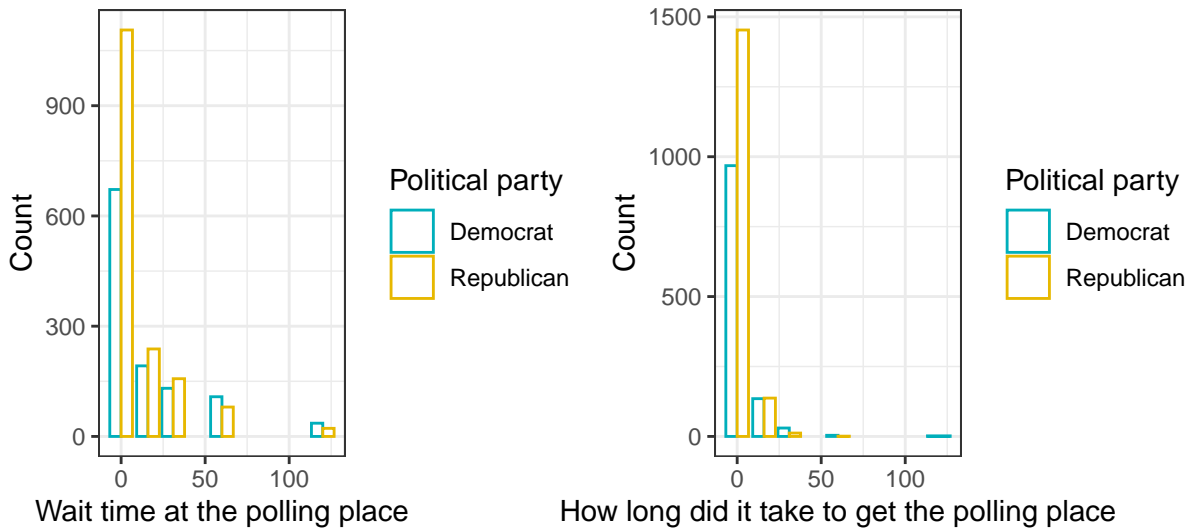 Count
900
600
300
0
0
50
100
Wait time at the polling place
Political party
Democrat
Republican
Count
1500
1000
500
0
0
50
100
How long did it take to get the polling place
Political party
Democrat
Republican